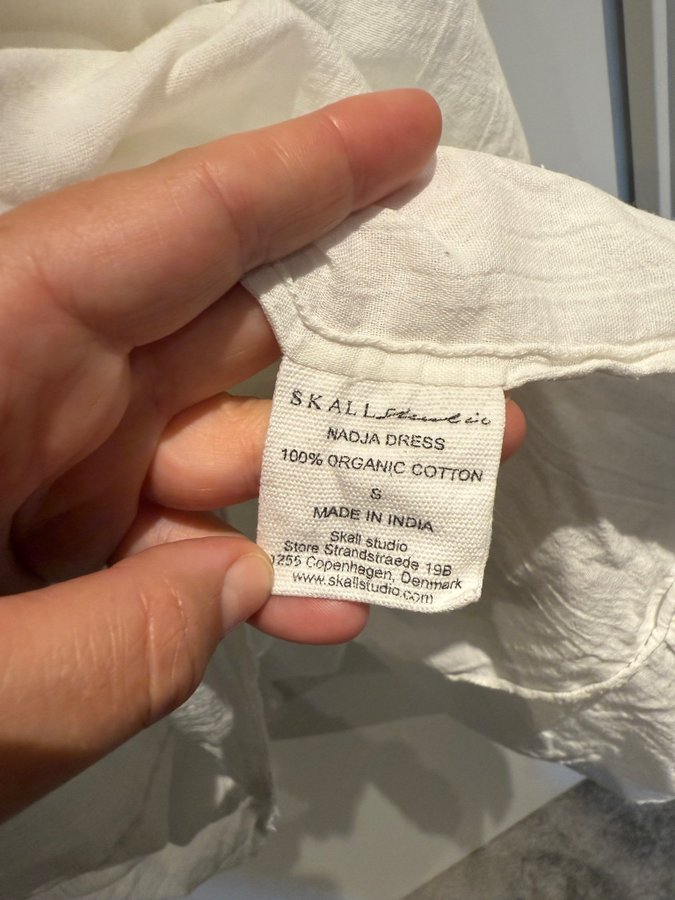 SKALL studio
NADJA DRESS
100% ORGANIC COTTON
S
MADE IN INDIA
Skall studio
Store Strandstraede 19B
1255 Copenhagen, Denmark
www.skallstudio.com